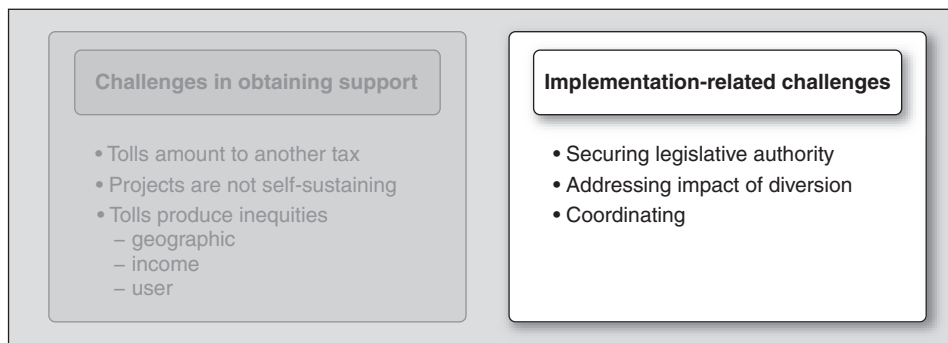 Challenges in obtaining support
• Tolls amount to another tax
• Projects are not self-sustaining
• Tolls produce inequities
– geographic
– income
– user
Implementation-related challenges
• Securing legislative authority
• Addressing impact of diversion
• Coordinating